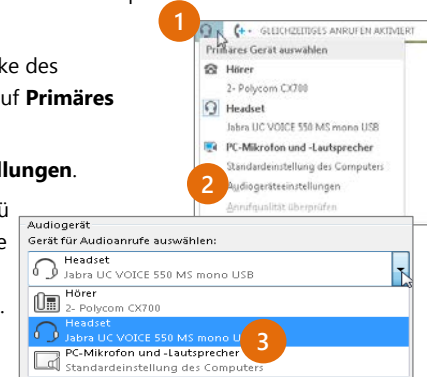 1
GLEICHZEITIGES ANRUFEN AKTIVIERT
Primäres Gerät auswählen
Hörer
2- Polycom CX700
Headset
Jabra UC VOICE 550 MS mono USB
PC-Mikrofon und -Lautsprecher
Standardeinstellung des Computers
2
Audiogeräteeinstellungen
Anrufqualität überprüfen
ke des
uf Primäres
llungen.
ü
e
.
Audiogerät
Gerät für Audioanrufe auswählen:
Headset
Jabra UC VOICE 550 MS mono USB
Hörer
2- Polycom CX700
Headset
Jabra UC VOICE 550 MS mono U
3
PC-Mikrofon und -Lautsprecher
Standardeinstellung des Computers